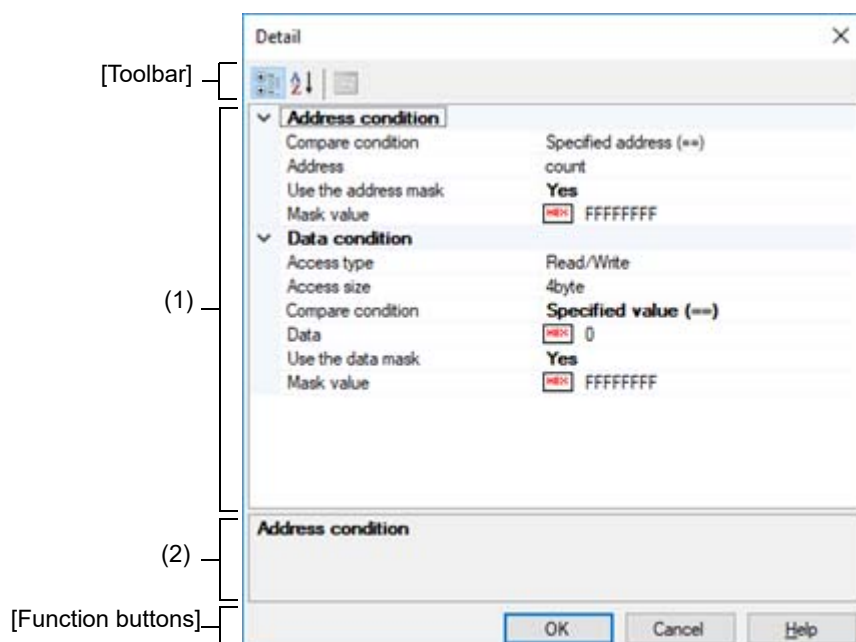 Detail
[Toolbar]
Address condition
Compare condition Specified address (==)
Address count
Use the address mask Yes
Mask value HEX FFFFFFFF
Data condition
Access type Read/Write
Access size 4byte
(1)
Compare condition Specified value (==)
Data HEX 0
Use the data mask Yes
Mask value HEX FFFFFFFF
(2)
Address condition
[Function buttons]
OK Cancel Help